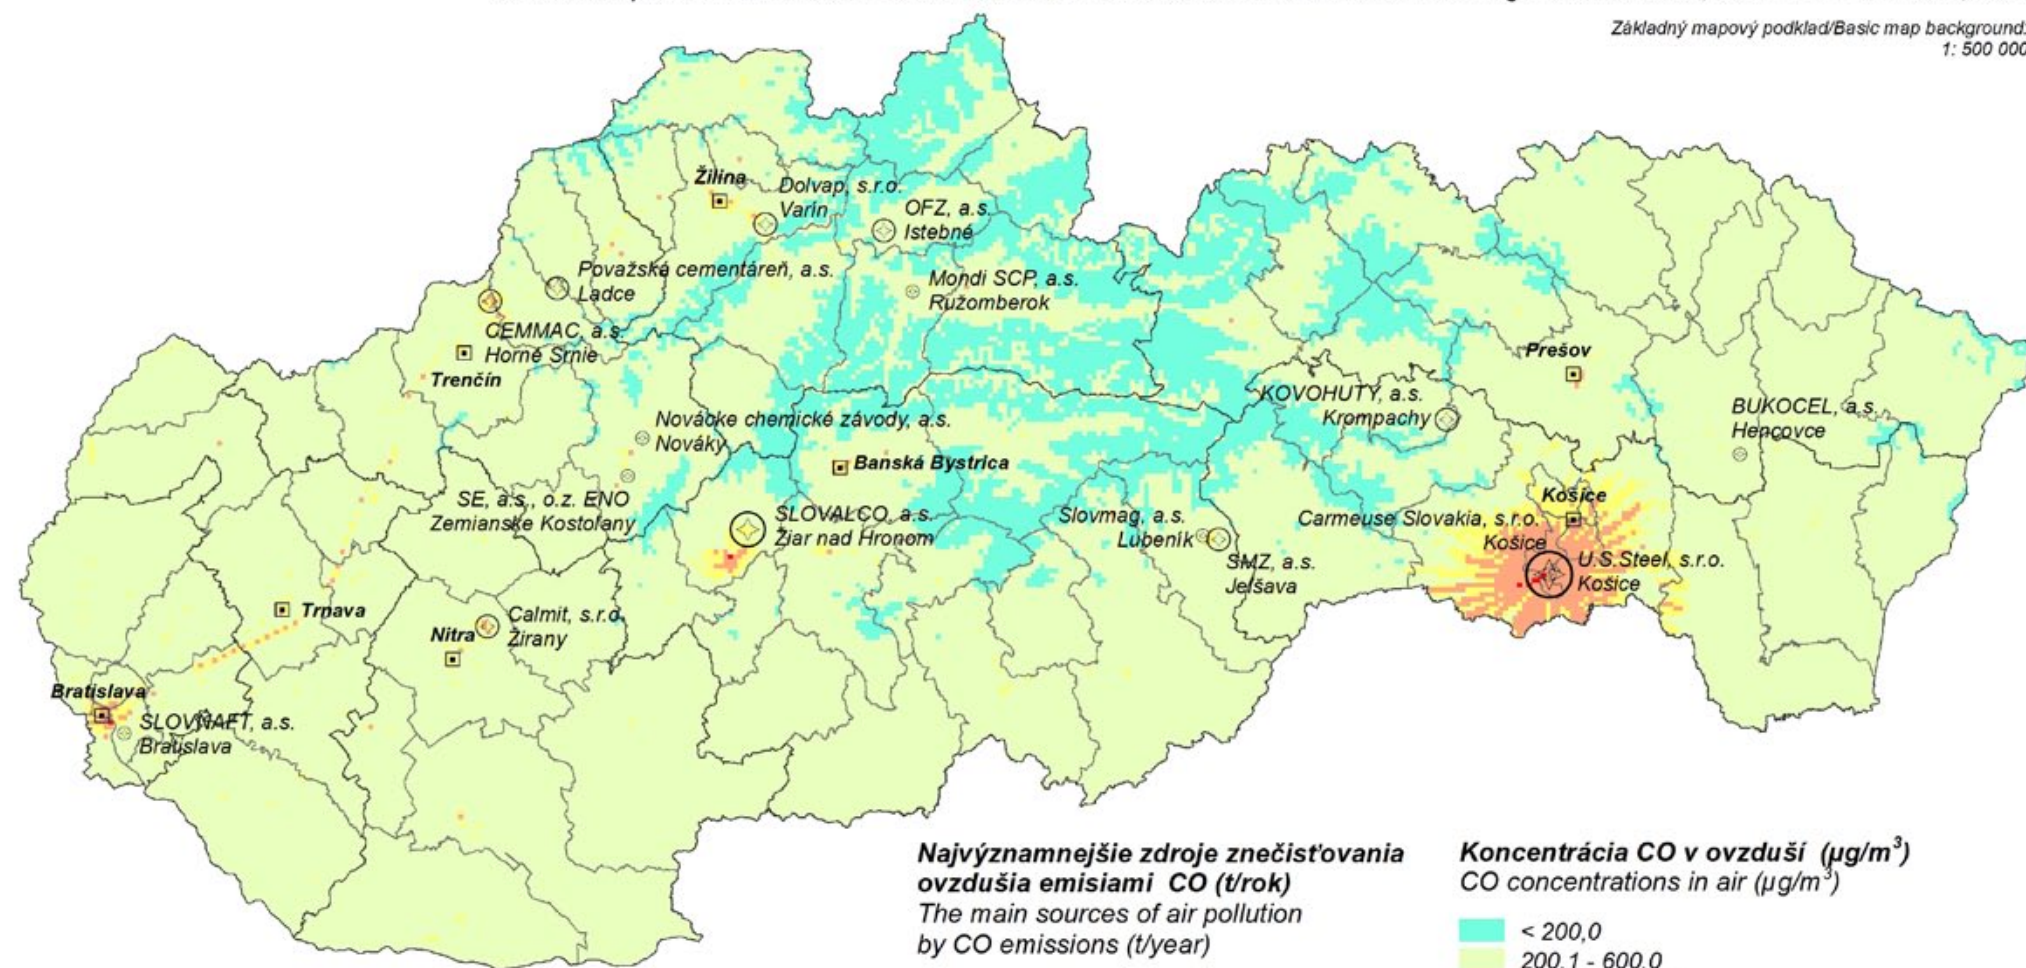 Základný mapový podklad/Basic map background:
1: 500 000
Žilina
Dolvap, s.r.o.
Varín
OFZ, a.s.
Istebné
Považská cementáreň, a.s.
Ladce
Mondi SCP, a.s.
Ružomberok
CEMMAC, a.s.
Horné Srnie
Trenčín
Prešov
KOVOHUTY, a.s.
Krompachy
BUKOCEL, a.s.
Hencovce
Novácke chemické závody, a.s.
Nováky
Banská Bystrica
SE, a.s., o.z. ENO
Zemianske Kostoľany
SLOVALCO, a.s.
Žiar nad Hronom
Slovmag, a.s.
Lubeník
SMZ, a.s.
Jelšava
Košice
Carmeuse Slovakia, s.r.o.
Košice
U.S.Steel, s.r.o.
Košice
Trnava
Nitra
Calmit, s.r.o.
Žirany
Bratislava
SLOVNAFT, a.s.
Bratislava
Najvýznamnejšie zdroje znečisťovania
ovzdušia emisiami CO (t/rok)
The main sources of air pollution
by CO emissions (t/year)
Koncentrácia CO v ovzduší (µg/m³)
CO concentrations in air (µg/m³)
< 200,0
200,1 - 600,0